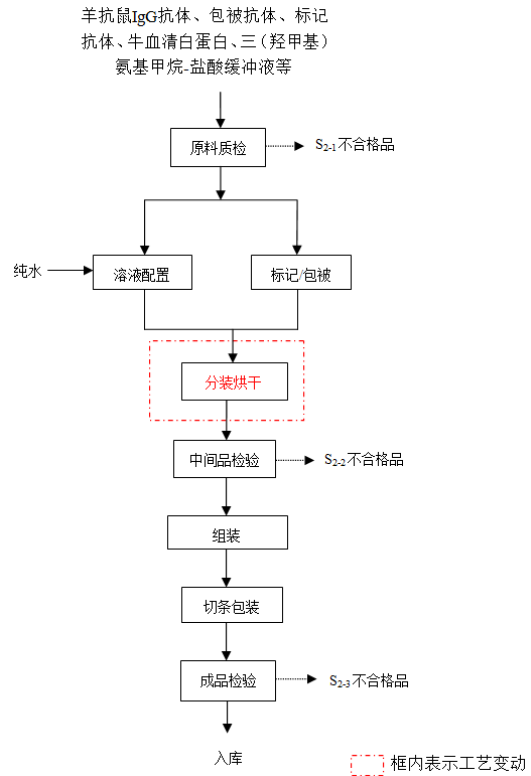 羊抗鼠IgG抗体、包被抗体、标记
抗体、牛血清白蛋白、三（羟甲基）
氨基甲烷-盐酸缓冲液等
原料质检
S2-1不合格品
纯水
溶液配置
标记/包被
分装烘干
中间品检验
S2-2不合格品
组装
切条包装
成品检验
S2-3不合格品
入库
框内表示工艺变动